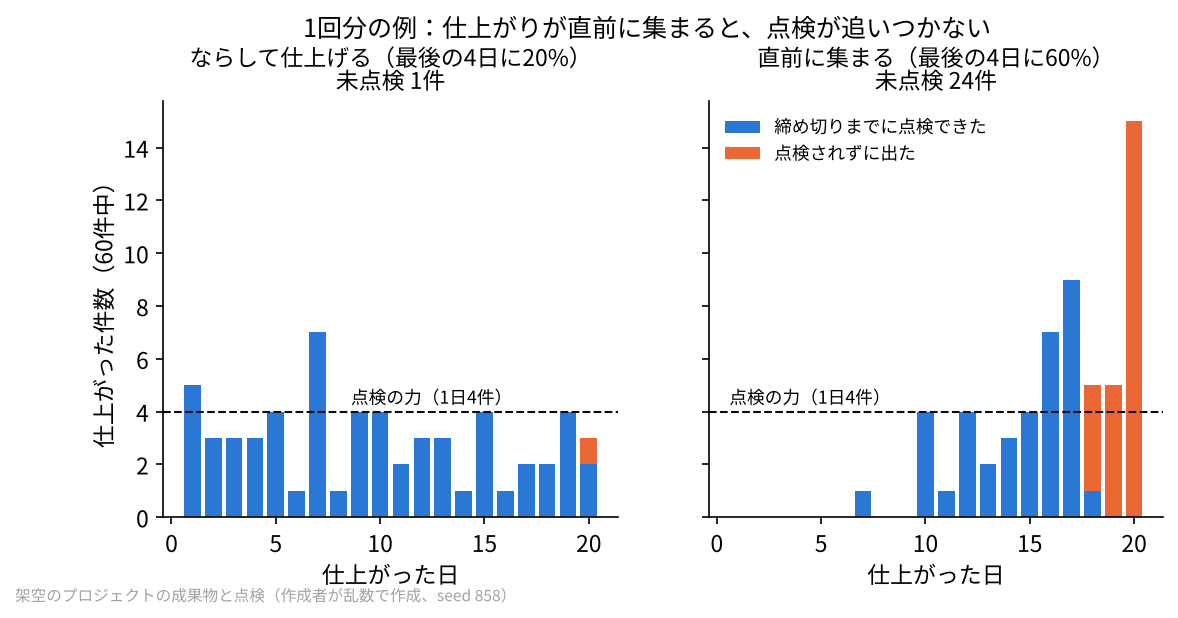 1回分の例：仕上がりが直前に集まると、点検が追いつかない
ならして仕上げる（最後の4日に20%）
未点検 1件
直前に集まる（最後の4日に60%）
未点検 24件
仕上がった件数（60件中）
14
12
10
8
6
4
2
0
点検の力（1日4件）
0 5 10 15 20
仕上がった日
締め切りまでに点検できた
点検されずに出た
点検の力（1日4件）
0 5 10 15 20
仕上がった日
架空のプロジェクトの成果物と点検（作成者が乱数で作成、seed 858）